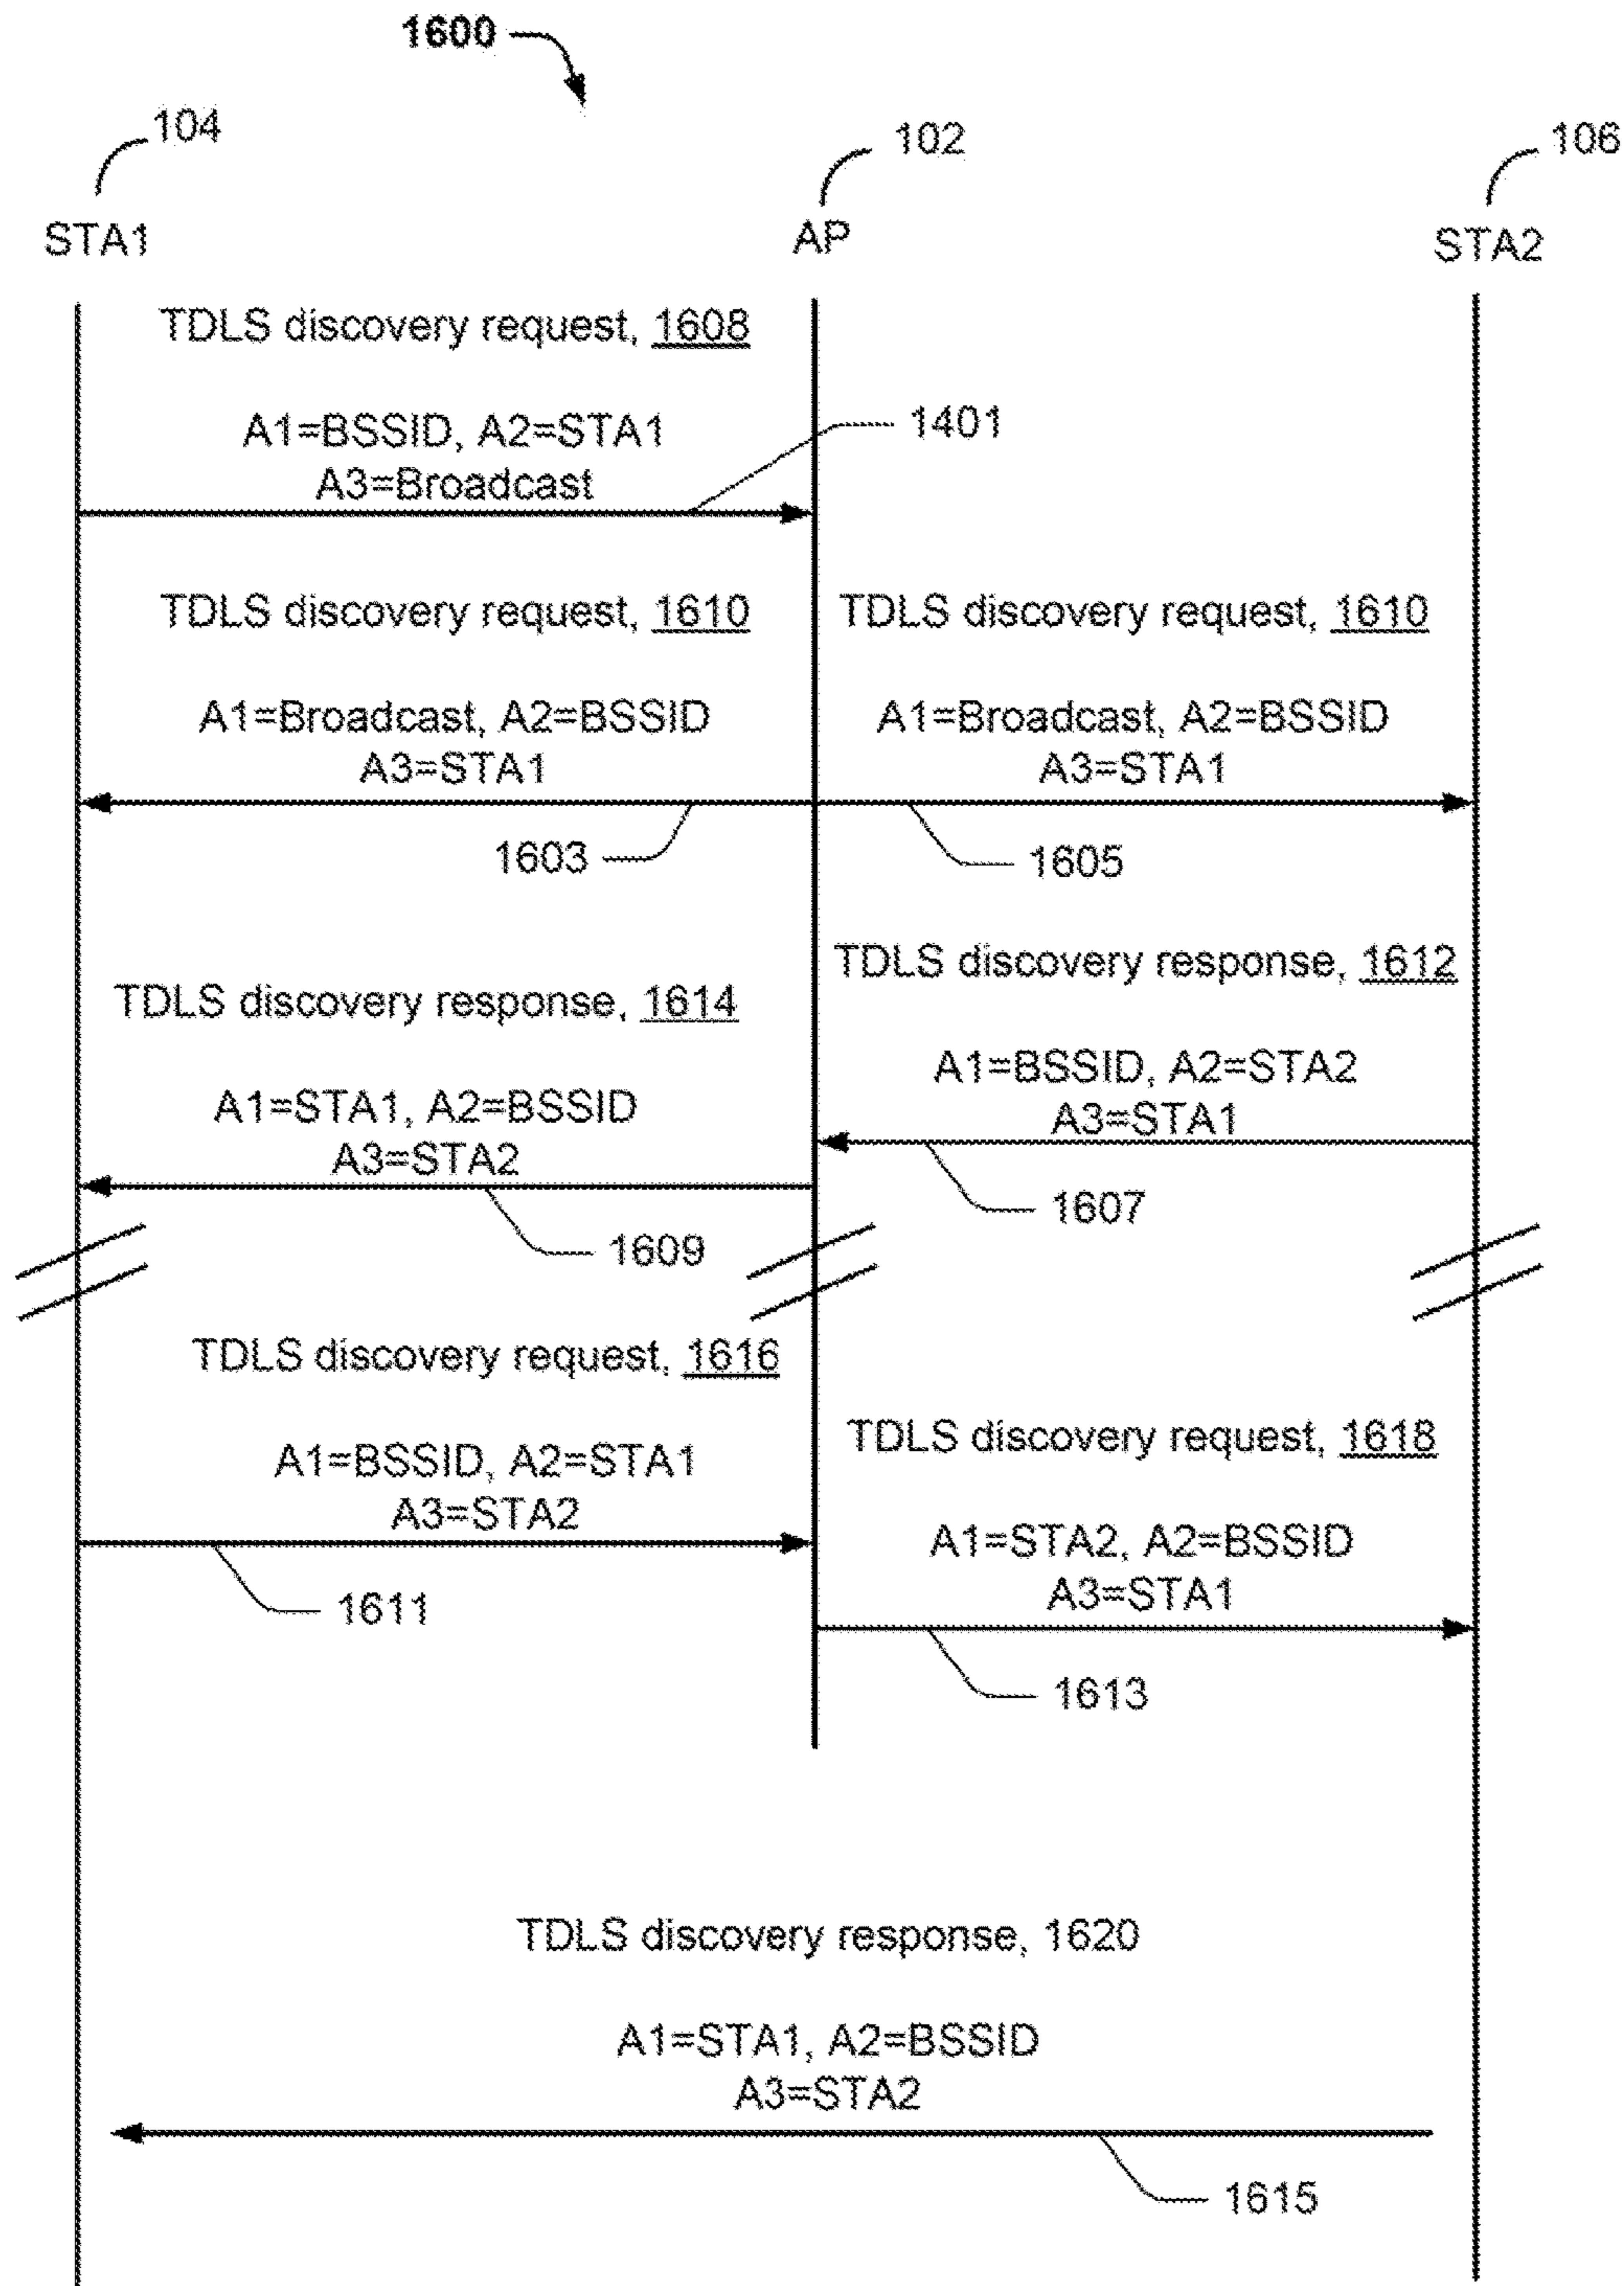 1600
104
102
106
STA1
AP
STA2
TDLS discovery request, 1608
A1=BSSID, A2=STA1
A3=Broadcast
1401
TDLS discovery request, 1610
A1=Broadcast, A2=BSSID
A3=STA1
TDLS discovery request, 1610
A1=Broadcast, A2=BSSID
A3=STA1
1603
1605
TDLS discovery response, 1612
A1=BSSID, A2=STA2
A3=STA1
1607
TDLS discovery response, 1614
A1=STA1, A2=BSSID
A3=STA2
1609
TDLS discovery request, 1616
A1=BSSID, A2=STA1
A3=STA2
1611
TDLS discovery request, 1618
A1=STA2, A2=BSSID
A3=STA1
1613
TDLS discovery response, 1620
A1=STA1, A2=BSSID
A3=STA2
1615